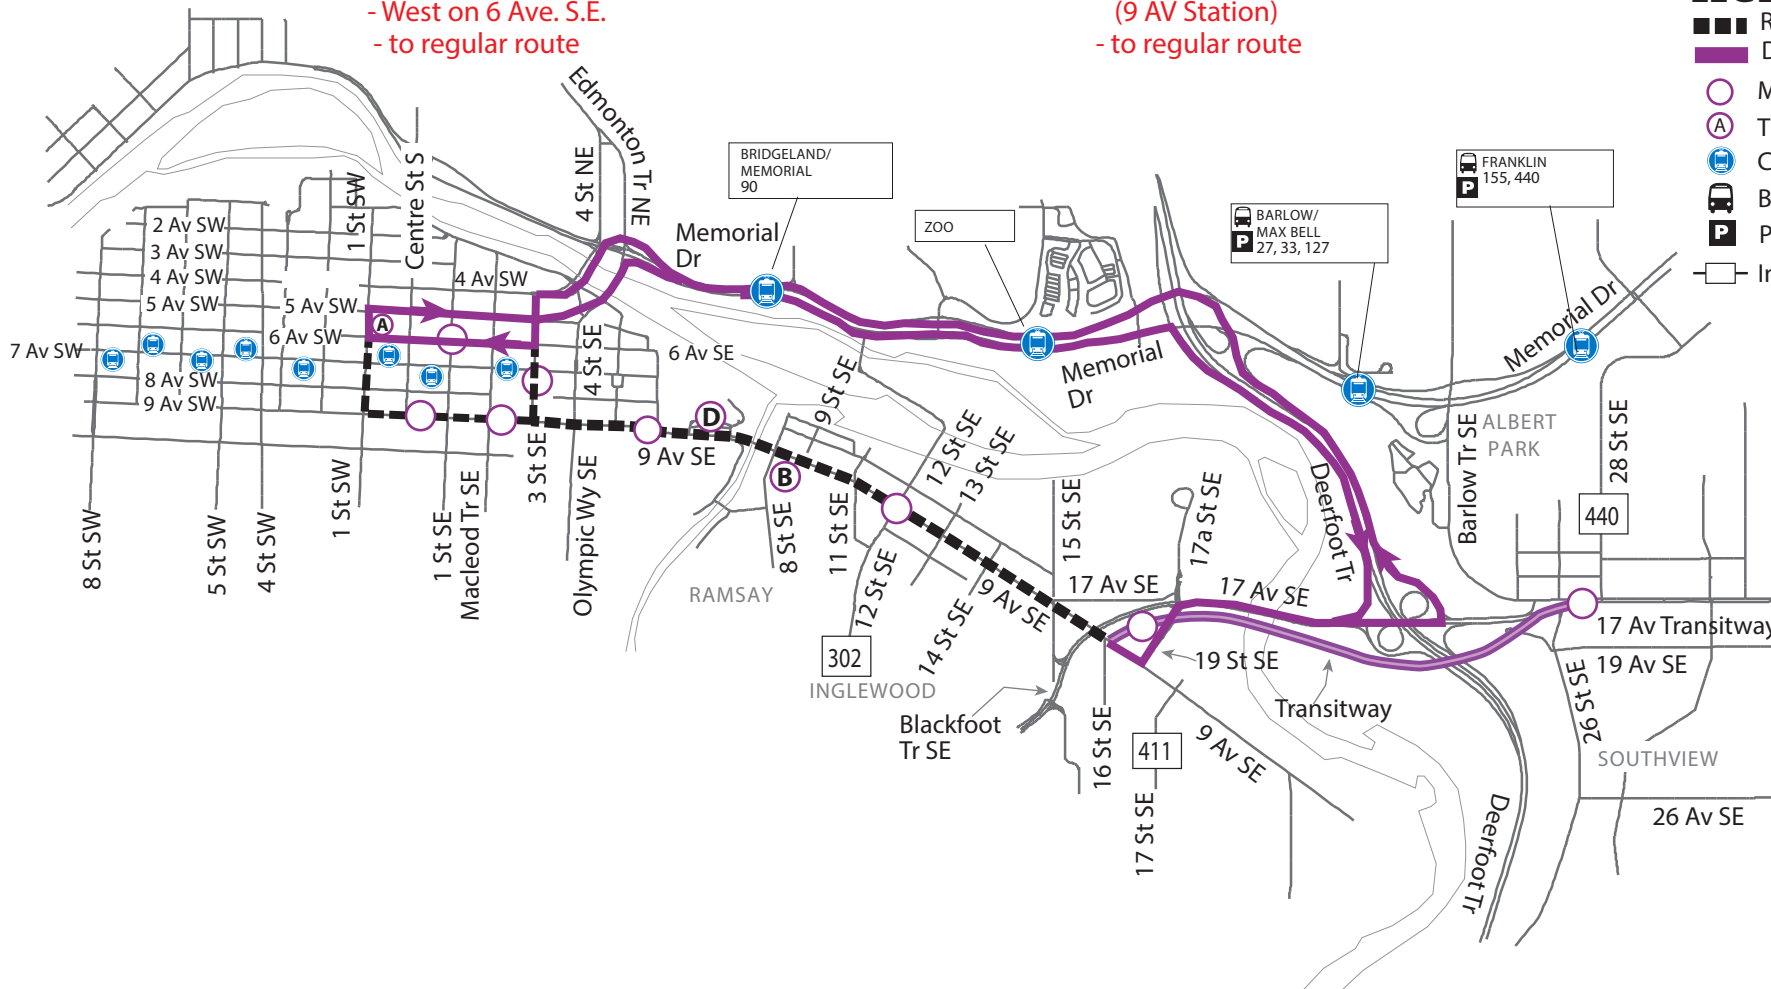 - West on 6 Ave. S.E.
- to regular route
(9 AV Station)
- to regular route
R
D
M
A T
C
B
P P
In
Edmonton Tr NE
4 St NE
BRIDGELAND/
MEMORIAL
90
ZOO
BARLOW/
P MAX BELL
27, 33, 127
FRANKLIN
P 155, 440
Memorial
Dr
Memorial
Dr
Memorial Dr
1 St SW
Centre St S
2 Av SW
3 Av SW
4 Av SW
5 Av SW
5 Av SW
4 Av SW
6 Av SW
7 Av SW
8 Av SW
9 Av SW
A
4 St SE
6 Av SE
9 St SE
D
B
9 Av SE
12 St SE
13 St SE
3 St SE
8 St SW
5 St SW
4 St SW
1 St SW
1 St SE
Macleod Tr SE
Olympic Wy SE
8 St SE
11 St SE
12 St SE
14 St SE
15 St SE
17a St SE
17 Av SE
17 Av SE
9 Av SE
Deerfoot Tr
Barlow Tr SE
ALBERT
PARK
28 St SE
440
17 Av Transitway
19 Av SE
26 St SE
SOUTHVIEW
26 Av SE
RAMSAY
302
INGLEWOOD
Blackfoot
Tr SE
19 St SE
Transitway
16 St SE
411
17 St SE
9 Av SE
Deerfoot Tr